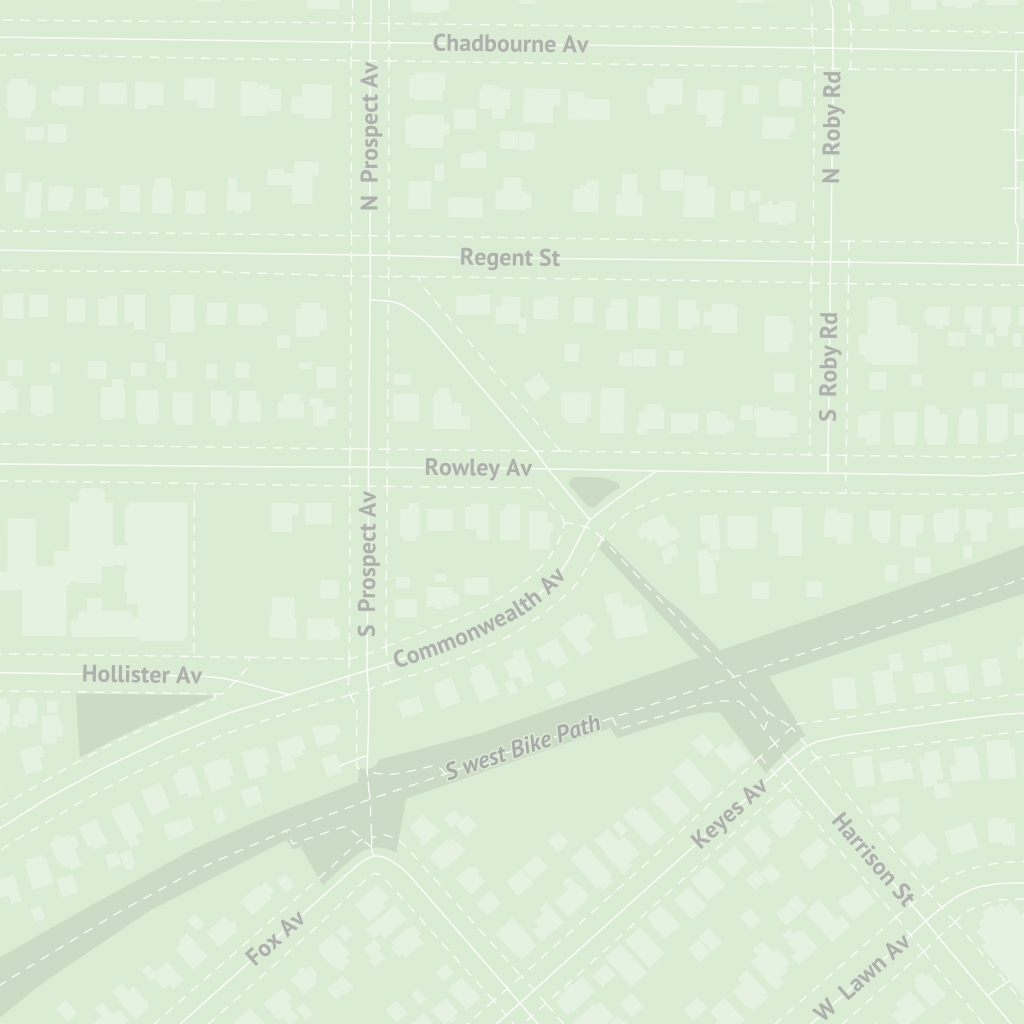 Chadbourne Av
N Prospect Av
N Roby Rd
Regent St
S Roby Rd
Rowley Av
S Prospect Av
Commonwealth Av
Hollister Av
S west Bike Path
Keyes Av
Harrison St
Fox Av
W Lawn Av